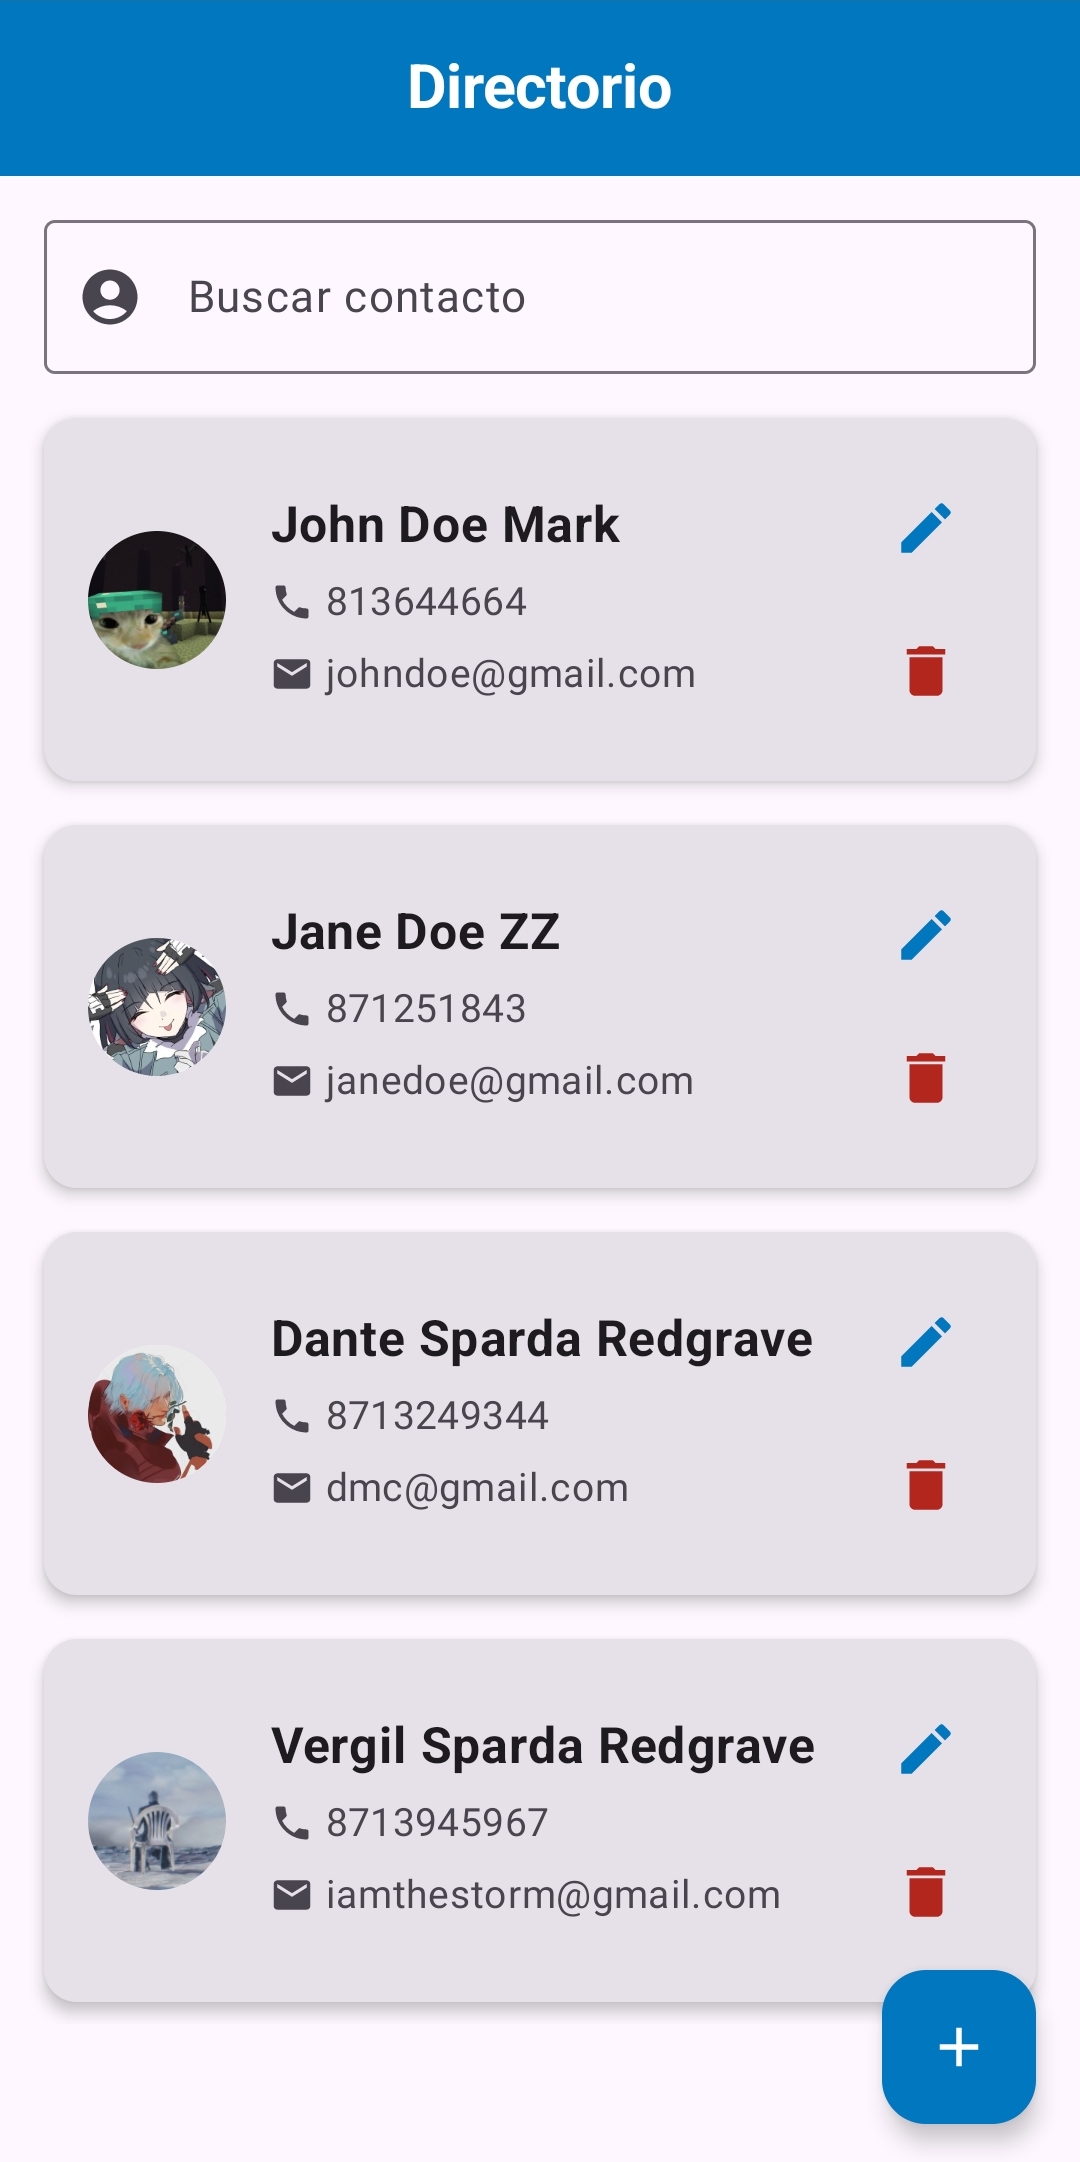 Directorio
Buscar contacto
John Doe Mark
813644664
johndoe@gmail.com
Jane Doe ZZ
871251843
janedoe@gmail.com
Dante Sparda Redgrave
8713249344
dmc@gmail.com
Vergil Sparda Redgrave
8713945967
iamthestorm@gmail.com